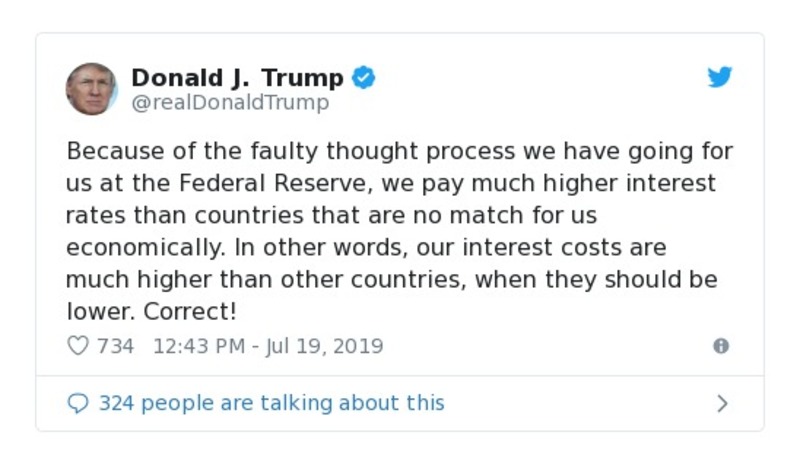 Donald J. Trump
@realDonaldTrump
Because of the faulty thought process we have going for
us at the Federal Reserve, we pay much higher interest
rates than countries that are no match for us
economically. In other words, our interest costs are
much higher than other countries, when they should be
lower. Correct!
734 12:43 PM - Jul 19, 2019
324 people are talking about this